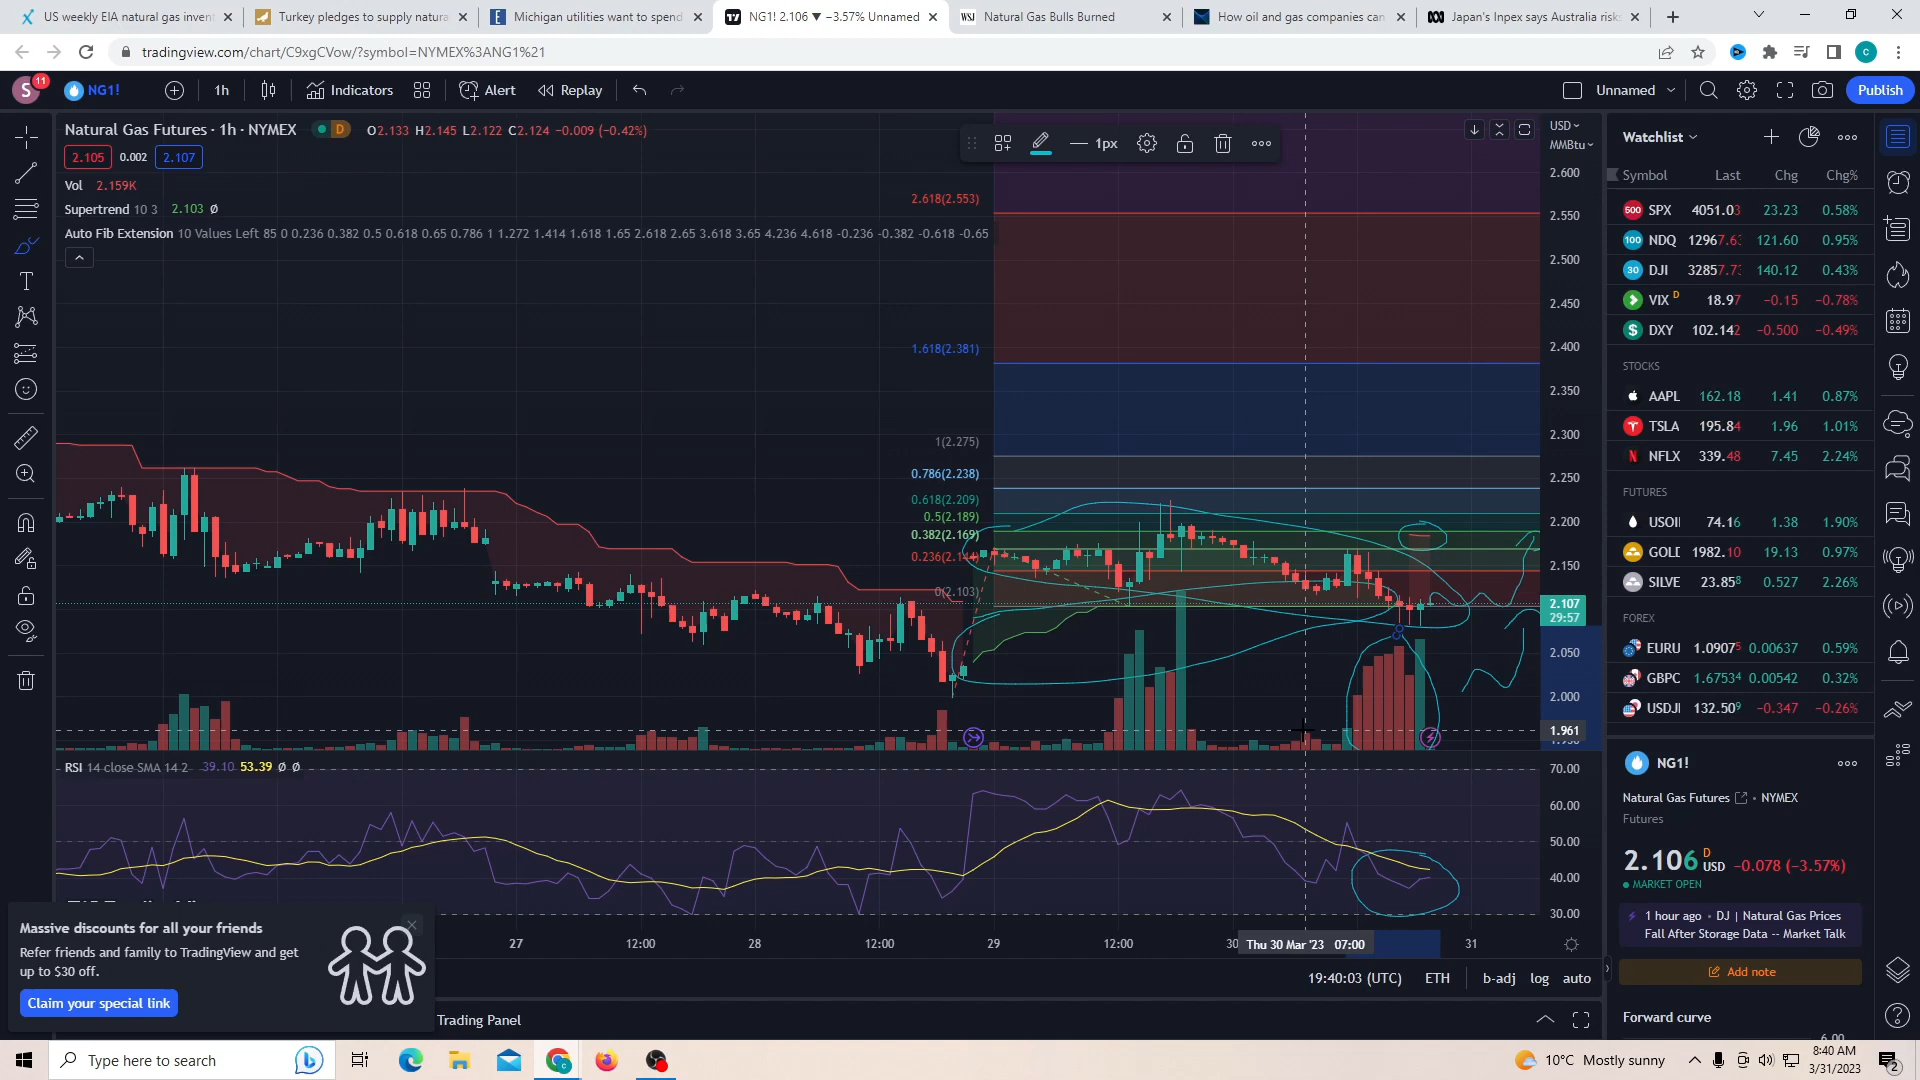 US weekly EIA natural gas inven
Turkey pledges to supply natura
Michigan utilities want to spend
NG1! 2.106 ▼ −3.57% Unnamed
WSJ Natural Gas Bulls Burned
How oil and gas companies can
Japan's Inpex says Australia risk
tradingview.com/chart/C9xgCVow/?symbol=NYMEX%3ANG1%21
S 11 NG1! 1h Indicators Alert Replay Unnamed Publish
Natural Gas Futures · 1h · NYMEX D O2.133 H2.145 L2.122 C2.124 −0.009 (−0.42%)
2.105 0.002 2.107
Vol 2.159K
Supertrend 10 3 2.103 Ø
Auto Fib Extension 10 Values Left 85 0 0.236 0.382 0.5 0.618 0.65 0.786 1 1.272 1.414 1.618 1.65 2.618 2.65 3.618 3.65 4.236 4.618 -0.236 -0.382 -0.618 -0.65
1px
USD
MMBtu
2.618(2.553)
1.618(2.381)
1(2.275)
0.786(2.238)
0.618(2.209)
0.5(2.189)
0.382(2.169)
0(2.103)
2.600
2.550
2.500
2.450
2.400
2.350
2.300
2.250
2.200
2.150
2.107
29:57
2.050
2.000
1.961
RSI 14 close SMA 14 2 39.10 53.39 Ø Ø
70.00
60.00
50.00
40.00
30.00
27 12:00 28 12:00 29 12:00 30 Thu 30 Mar '23 07:00 31
19:40:03 (UTC) ETH b-adj log auto
Trading Panel
Massive discounts for all your friends
Refer friends and family to TradingView and get
up to $30 off.
Claim your special link
Watchlist
Symbol Last Chg Chg%
500 SPX 4051.03 23.23 0.58%
100 NDQ 12967.6 121.60 0.95%
30 DJI 32857.7 140.12 0.43%
VIX D 18.97 −0.15 −0.78%
$ DXY 102.142 −0.500 −0.49%
STOCKS
AAPL 162.18 1.41 0.87%
TSLA 195.84 1.96 1.01%
NFLX 339.48 7.45 2.24%
FUTURES
USOI 74.16 1.38 1.90%
GOLD 1982.10 19.13 0.97%
SILVE 23.858 0.527 2.26%
FOREX
EURU 1.09075 0.00637 0.59%
GBPC 1.67534 0.00542 0.32%
USDJ 132.509 −0.347 −0.26%
NG1!
Natural Gas Futures • NYMEX
Futures
2.106 D USD −0.078 (−3.57%)
MARKET OPEN
1 hour ago • DJ | Natural Gas Prices
Fall After Storage Data -- Market Talk
Add note
Forward curve
Type here to search
10°C Mostly sunny
8:40 AM
3/31/2023
2